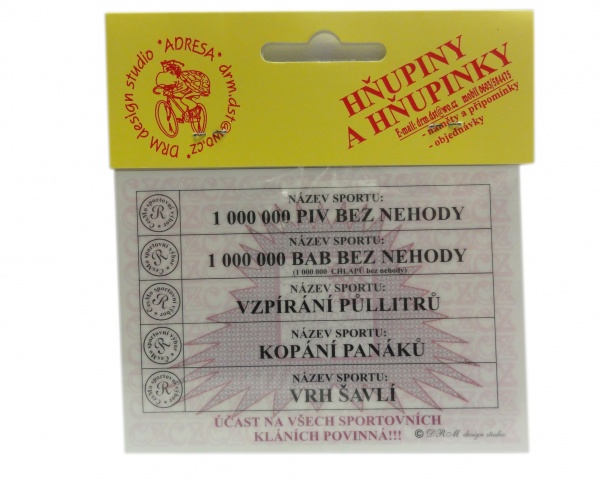 DRM design studio *ADRESA* drm.dst@wo.cz*
HŇUPINY
A HŇUPINKY
E-mail: drm.dst@wo.cz mobil 0602/584475
- náměty a připomínky
- objednávky
NÁZEV SPORTU:
1 000 000 PIV BEZ NEHODY
NÁZEV SPORTU:
1 000 000 BAB BEZ NEHODY
(1 000 000 CHLAPŮ bez nehody)
NÁZEV SPORTU:
VZPÍRÁNÍ PŮLLITRŮ
NÁZEV SPORTU:
KOPÁNÍ PANÁKŮ
NÁZEV SPORTU:
VRH ŠAVLÍ
ÚČAST NA VŠECH SPORTOVNÍCH
KLÁNÍCH POVINNÁ!!!
© DRM design studio